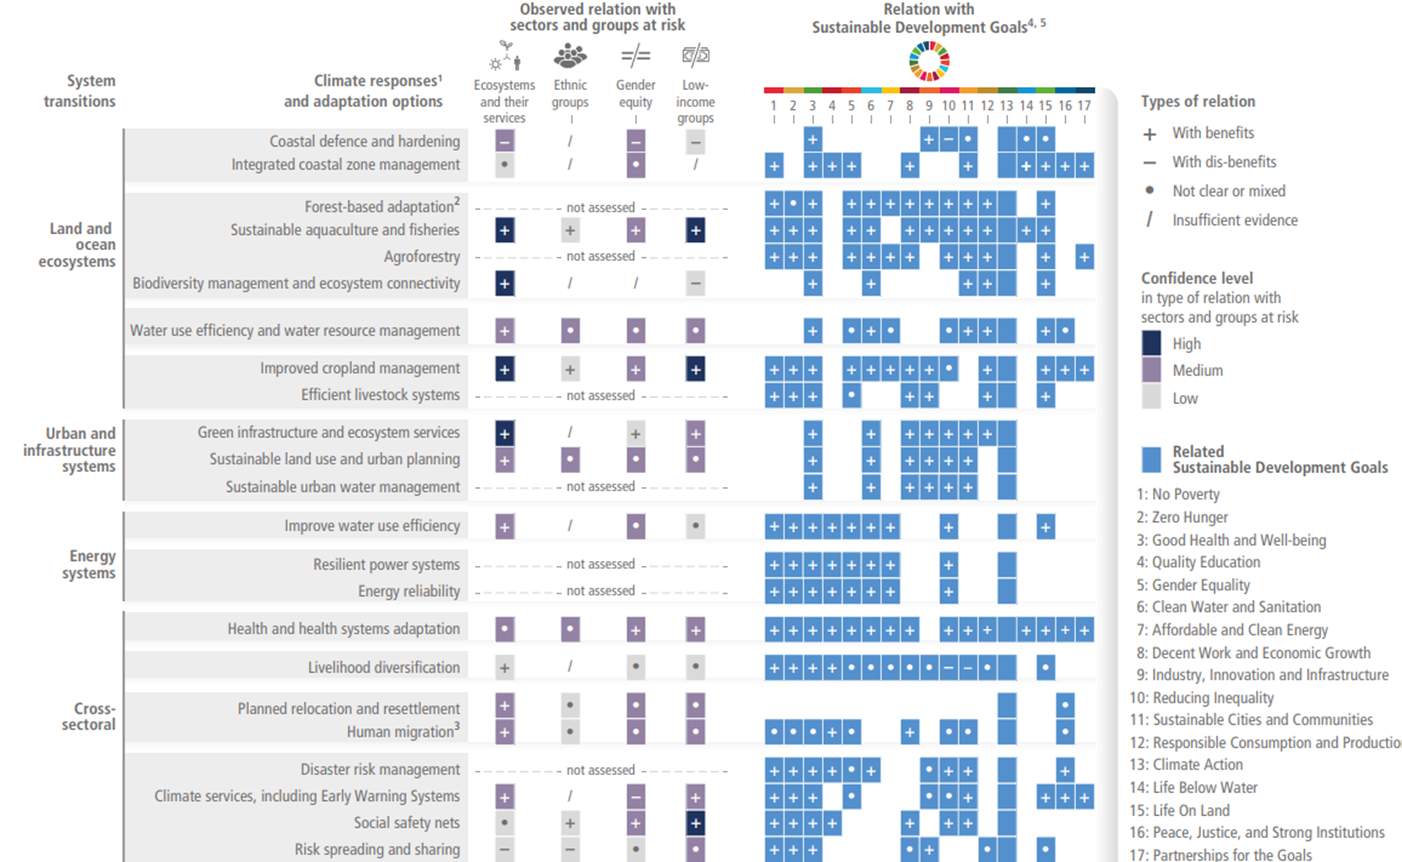 Observed relation with
sectors and groups at risk
Relation with
Sustainable Development Goals4, 5
System
transitions
Climate responses1
and adaptation options
Ecosystems
and their
services
Ethnic
groups
Gender
equity
Low-
income
groups
1 2 3 4 5 6 7 8 9 10 11 12 13 14 15 16 17
Types of relation
+ With benefits
− With dis-benefits
• Not clear or mixed
/ Insufficient evidence
Land and
ocean
ecosystems
Coastal defence and hardening − / − − + + − • • •
Integrated coastal zone management • / • / + + + + + + + + + +
Forest-based adaptation2 not assessed + • + + + + + + + + + +
Sustainable aquaculture and fisheries + + + + + + + + + + + + + + + +
Agroforestry not assessed + + + + + + + + + + + +
Biodiversity management and ecosystem connectivity + / / − + + + + +
Water use efficiency and water resource management + • • • + • + • • + + + •
Improved cropland management + + + + + + + + + + + + • + + + +
Efficient livestock systems not assessed + + + • + + + +
Urban and
infrastructure
systems
Green infrastructure and ecosystem services + / + + + + + + + + +
Sustainable land use and urban planning + • • • + + + + + +
Sustainable urban water management not assessed + + + + + +
Energy
systems
Improve water use efficiency + / • • + + + + + + + + +
Resilient power systems not assessed + + + + + + + +
Energy reliability not assessed + + + + + + + +
Cross-
sectoral
Health and health systems adaptation • • + + + + + + + + + + + + + + + + +
Livelihood diversification + / • • + + + + • • • • • − − • •
Planned relocation and resettlement + • • • •
Human migration3 + • • • • • • + • + • • •
Disaster risk management not assessed + + + + • + • + + +
Climate services, including Early Warning Systems + / − + + + + • • • + + + +
Social safety nets • + + + + + + + + + +
Risk spreading and sharing − − • • + + + • + • •
Confidence level
in type of relation with
sectors and groups at risk
High
Medium
Low
Related
Sustainable Development Goals
1: No Poverty
2: Zero Hunger
3: Good Health and Well-being
4: Quality Education
5: Gender Equality
6: Clean Water and Sanitation
7: Affordable and Clean Energy
8: Decent Work and Economic Growth
9: Industry, Innovation and Infrastructure
10: Reducing Inequality
11: Sustainable Cities and Communities
12: Responsible Consumption and Productio
13: Climate Action
14: Life Below Water
15: Life On Land
16: Peace, Justice, and Strong Institutions
17: Partnerships for the Goals